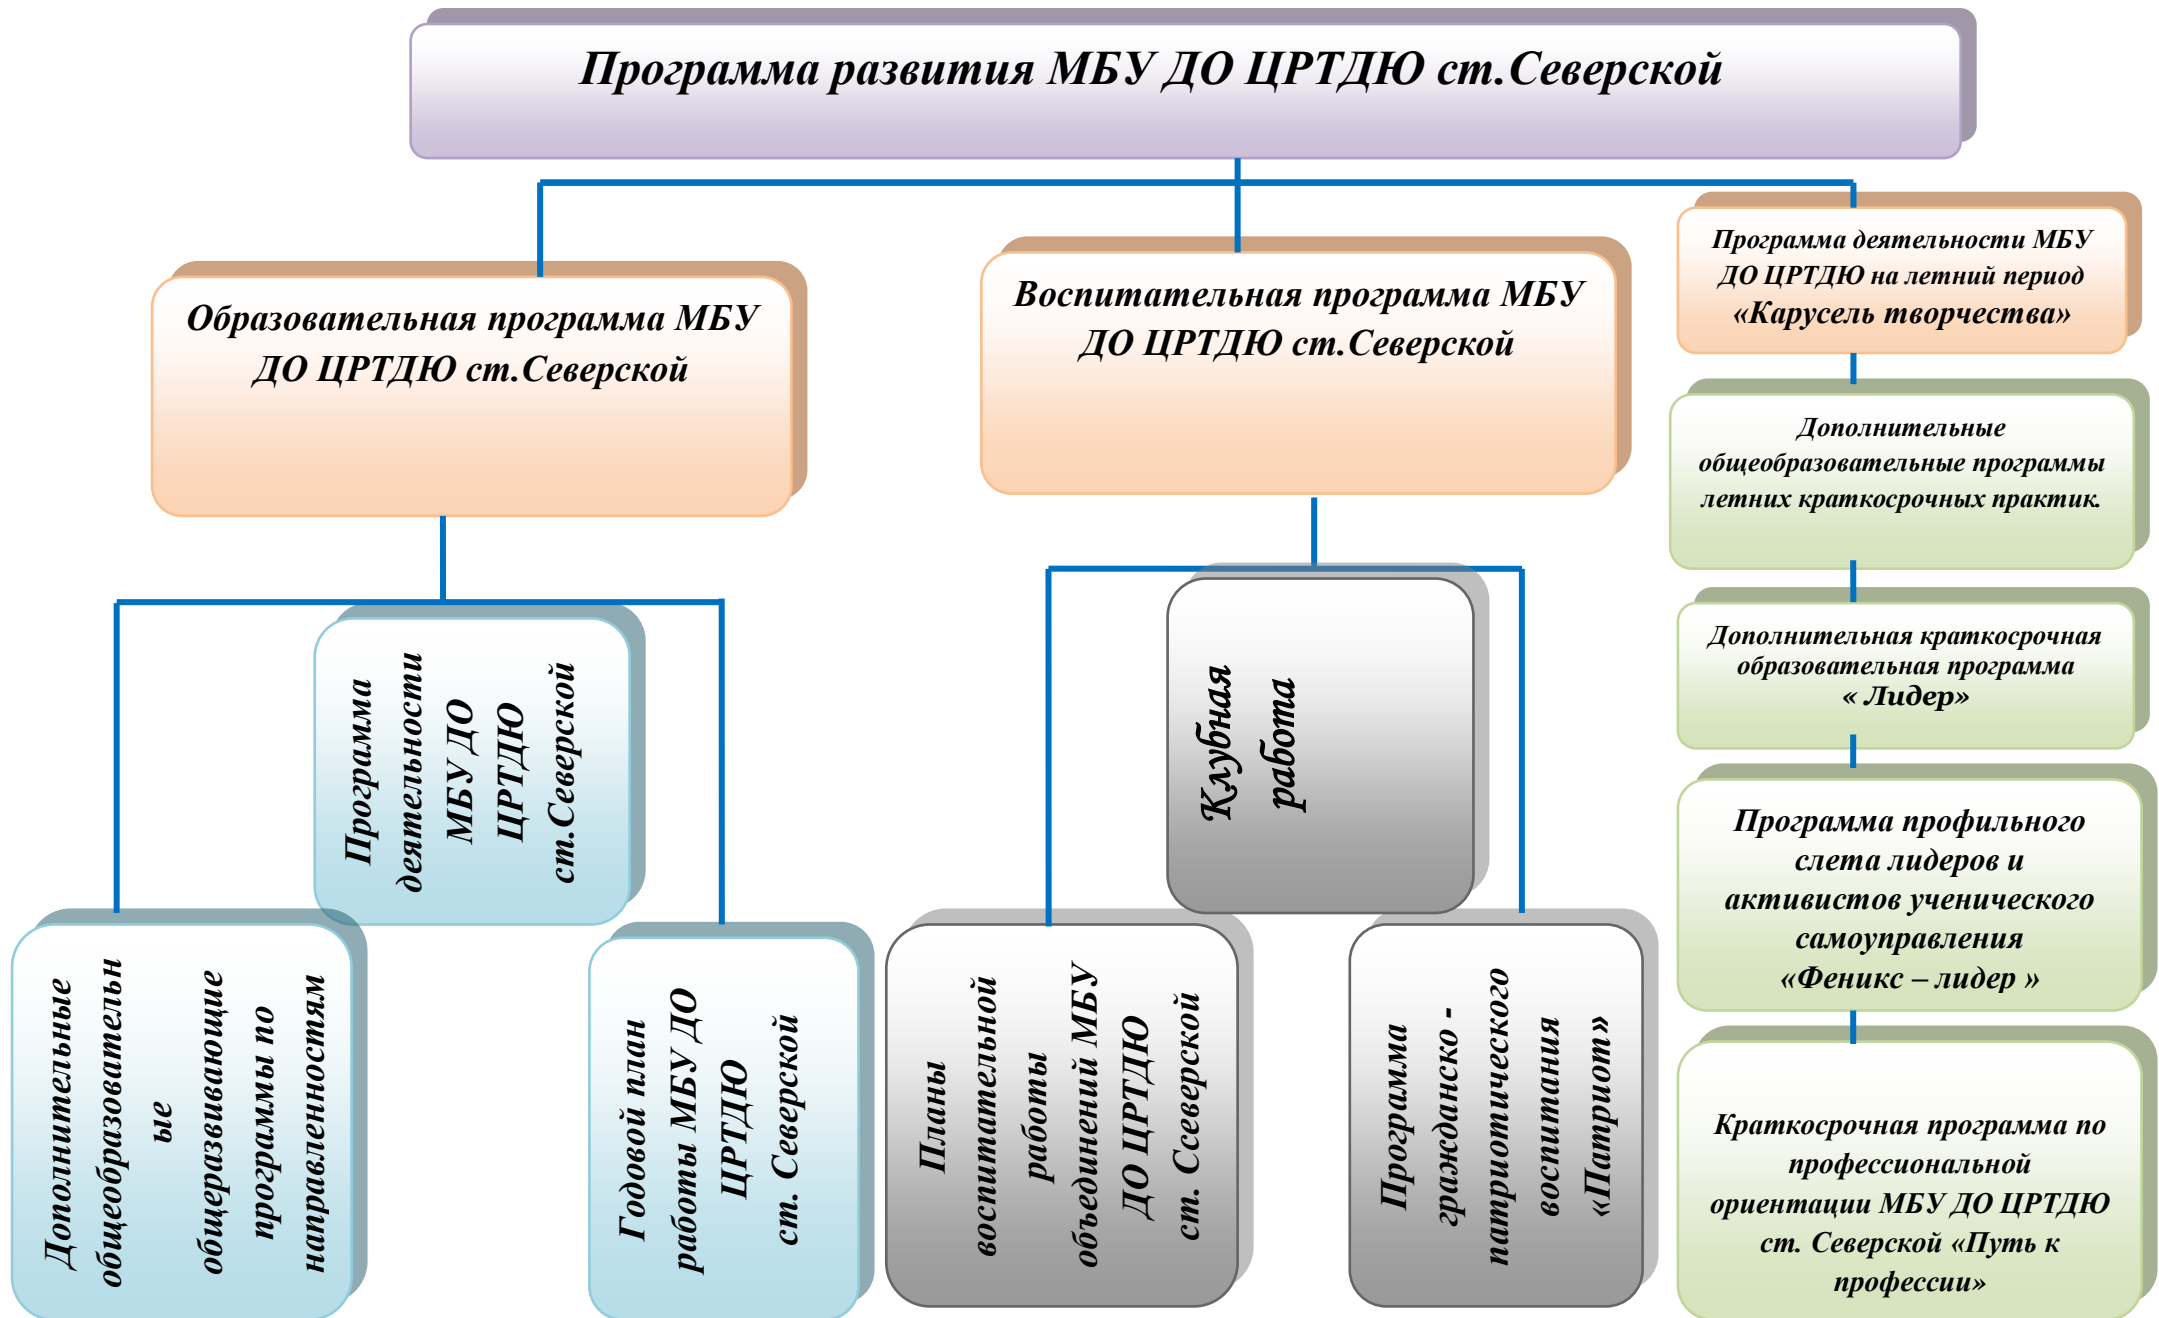 Программа развития МБУ ДО ЦРТДЮ ст.Северской
Образовательная программа МБУ
ДО ЦРТДЮ ст.Северской
Воспитательная программа МБУ
ДО ЦРТДЮ ст.Северской
Программа деятельности МБУ
ДО ЦРТДЮ на летний период
«Карусель творчества»
Дополнительные
общеобразовательные программы
летних краткосрочных практик.
Дополнительная краткосрочная
образовательная программа
« Лидер»
Программа профильного
слета лидеров и
активистов ученического
самоуправления
«Феникс – лидер »
Краткосрочная программа по
профессиональной
ориентации МБУ ДО ЦРТДЮ
ст. Северской «Путь к
профессии»
Программа
деятельности
МБУ ДО
ЦРТДЮ
ст.Северской
Клубная
работа
Дополнительные
общеобразовательн
ые
общеразвивающие
программы по
направленностям
Годовой план
работы МБУ ДО
ЦРТДЮ
ст. Северской
Планы
воспитательной
работы
объединений МБУ
ДО ЦРТДЮ
ст. Ссеверской
Программа
гражданско -
патриотического
воспитания
«Патриот»